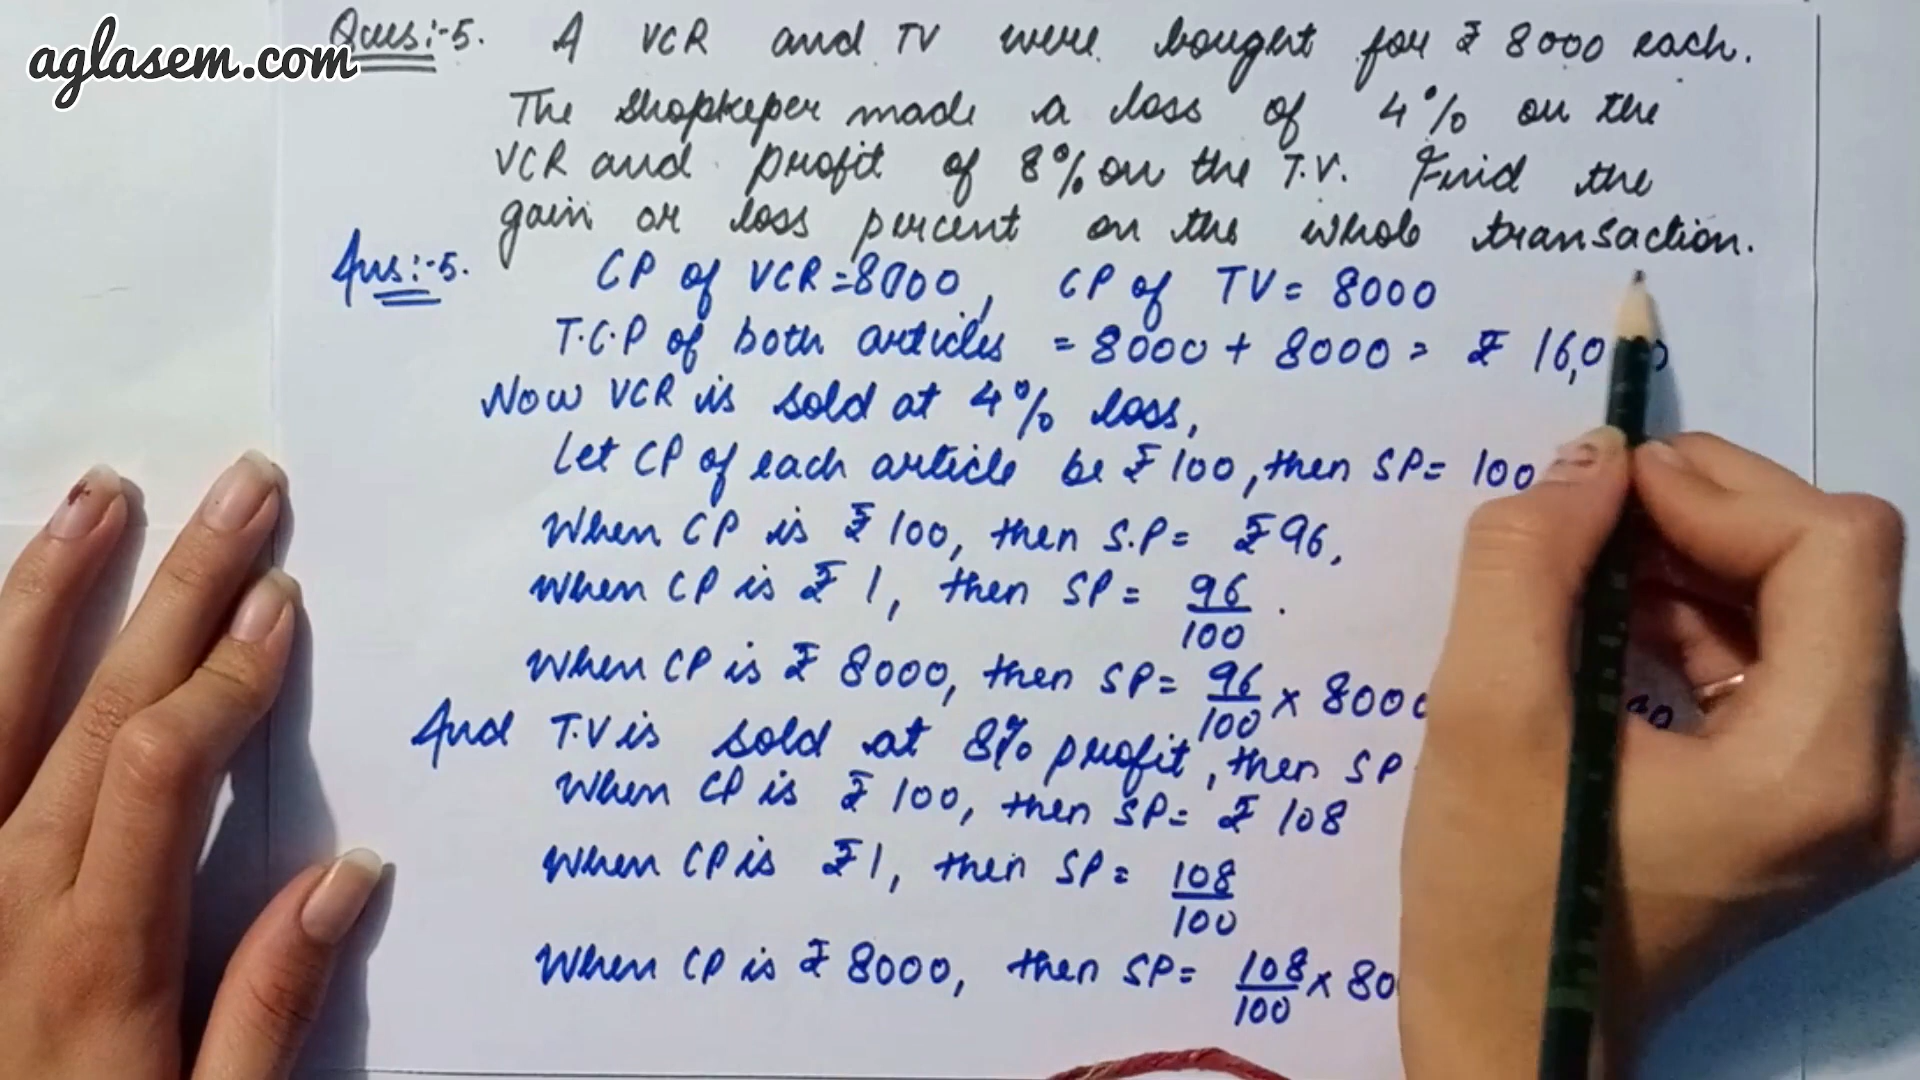 aglasem.com
Ques:-5. A VCR and TV were bought for ₹ 8000 each.
The shopkeper made a loss of 4% on the
VCR and profit of 8% on the T.V. Find the
gain or loss percent on the whole transaction.
Ans:-5. CP of VCR=8000, CP of TV= 8000
T.C.P of both articles = 8000 + 8000 = ₹ 16,0
Now VCR is sold at 4% loss,
Let CP of each article be ₹ 100, then SP= 100
When CP is ₹ 100, then S.P= ₹ 96,
When CP is ₹ 1, then SP= 96/100.
When CP is ₹ 8000, then SP= 96/100 x 8000
And T.V is sold at 8% profit, then SP
When CP is ₹ 100, then SP= ₹ 108
When CP is ₹ 1, then SP= 108/100
When CP is ₹ 8000, then SP= 108/100 x 80